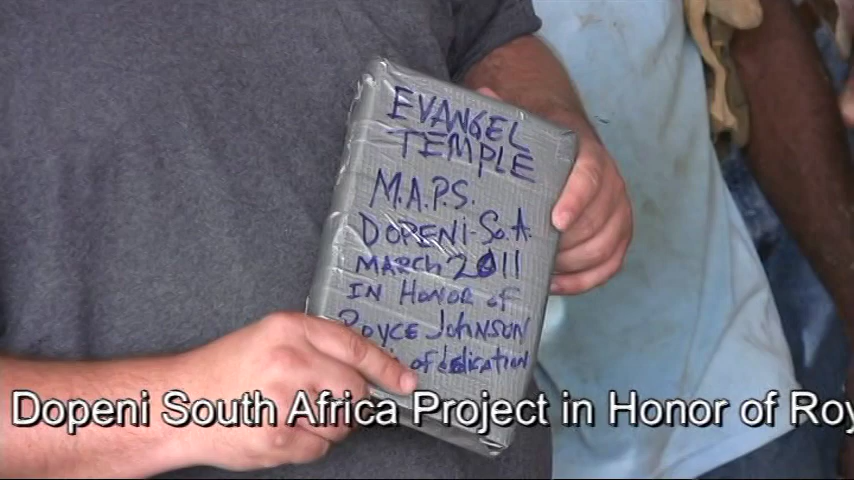 EVANGEL
TEMPLE
M.A.P.S.
DOPENI-So.A.
MARCH 2011
IN HONOR OF
ROYCE JOHNSON
of dedication
Dopeni South Africa Project in Honor of Roy